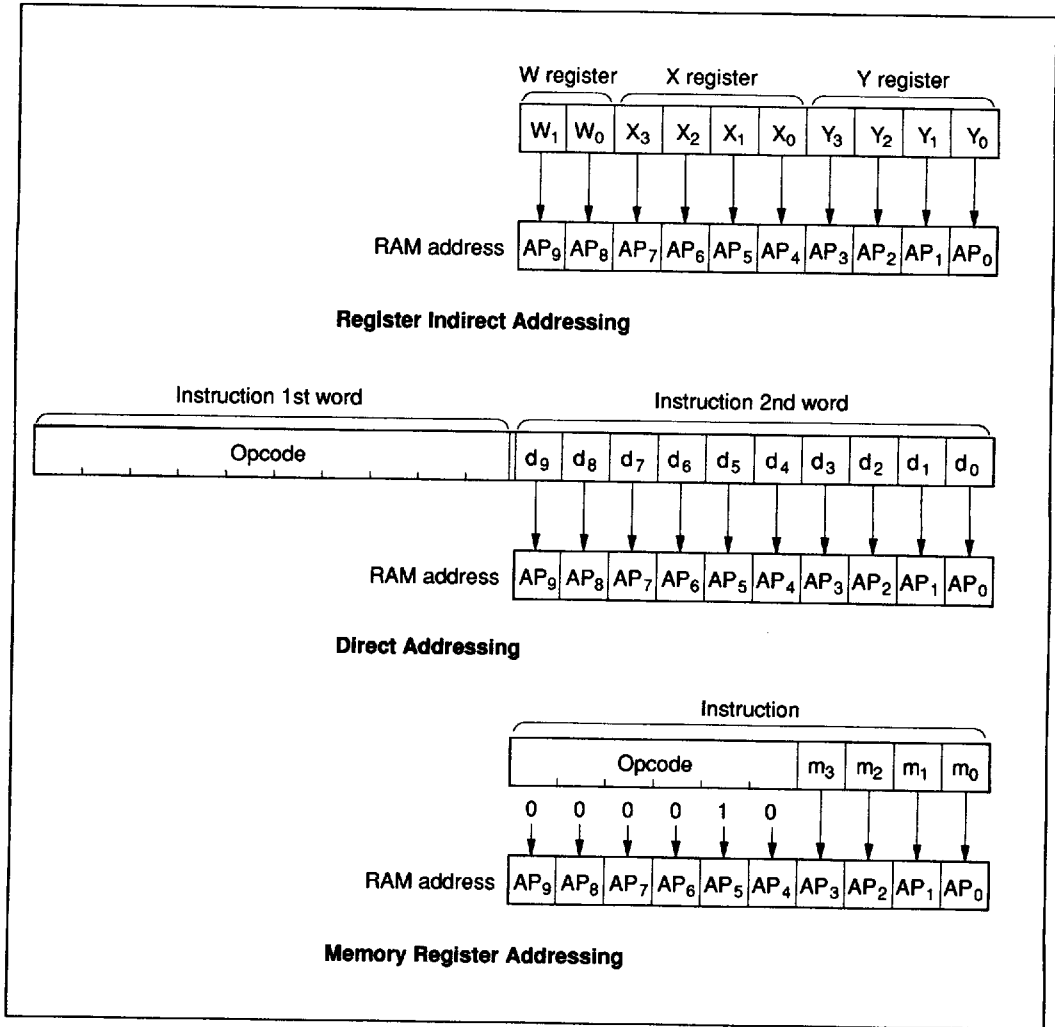 W register X register Y register
W1 W0 X3 X2 X1 X0 Y3 Y2 Y1 Y0
RAM address AP9 AP8 AP7 AP6 AP5 AP4 AP3 AP2 AP1 AP0
Register Indirect Addressing
Instruction 1st word Instruction 2nd word
Opcode d9 d8 d7 d6 d5 d4 d3 d2 d1 d0
RAM address AP9 AP8 AP7 AP6 AP5 AP4 AP3 AP2 AP1 AP0
Direct Addressing
Instruction
Opcode m3 m2 m1 m0
0 0 0 0 1 0
RAM address AP9 AP8 AP7 AP6 AP5 AP4 AP3 AP2 AP1 AP0
Memory Register Addressing